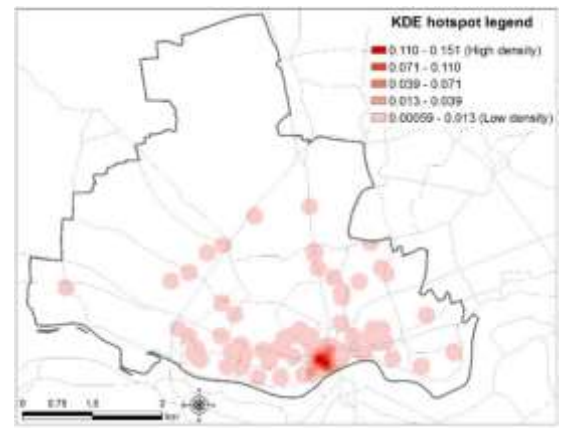 KDE hotspot legend
0.110 - 0.151 (High density)
0.071 - 0.110
0.039 - 0.071
0.013 - 0.039
0.00059 - 0.013 (Low density)
0 0.75 1.5
km